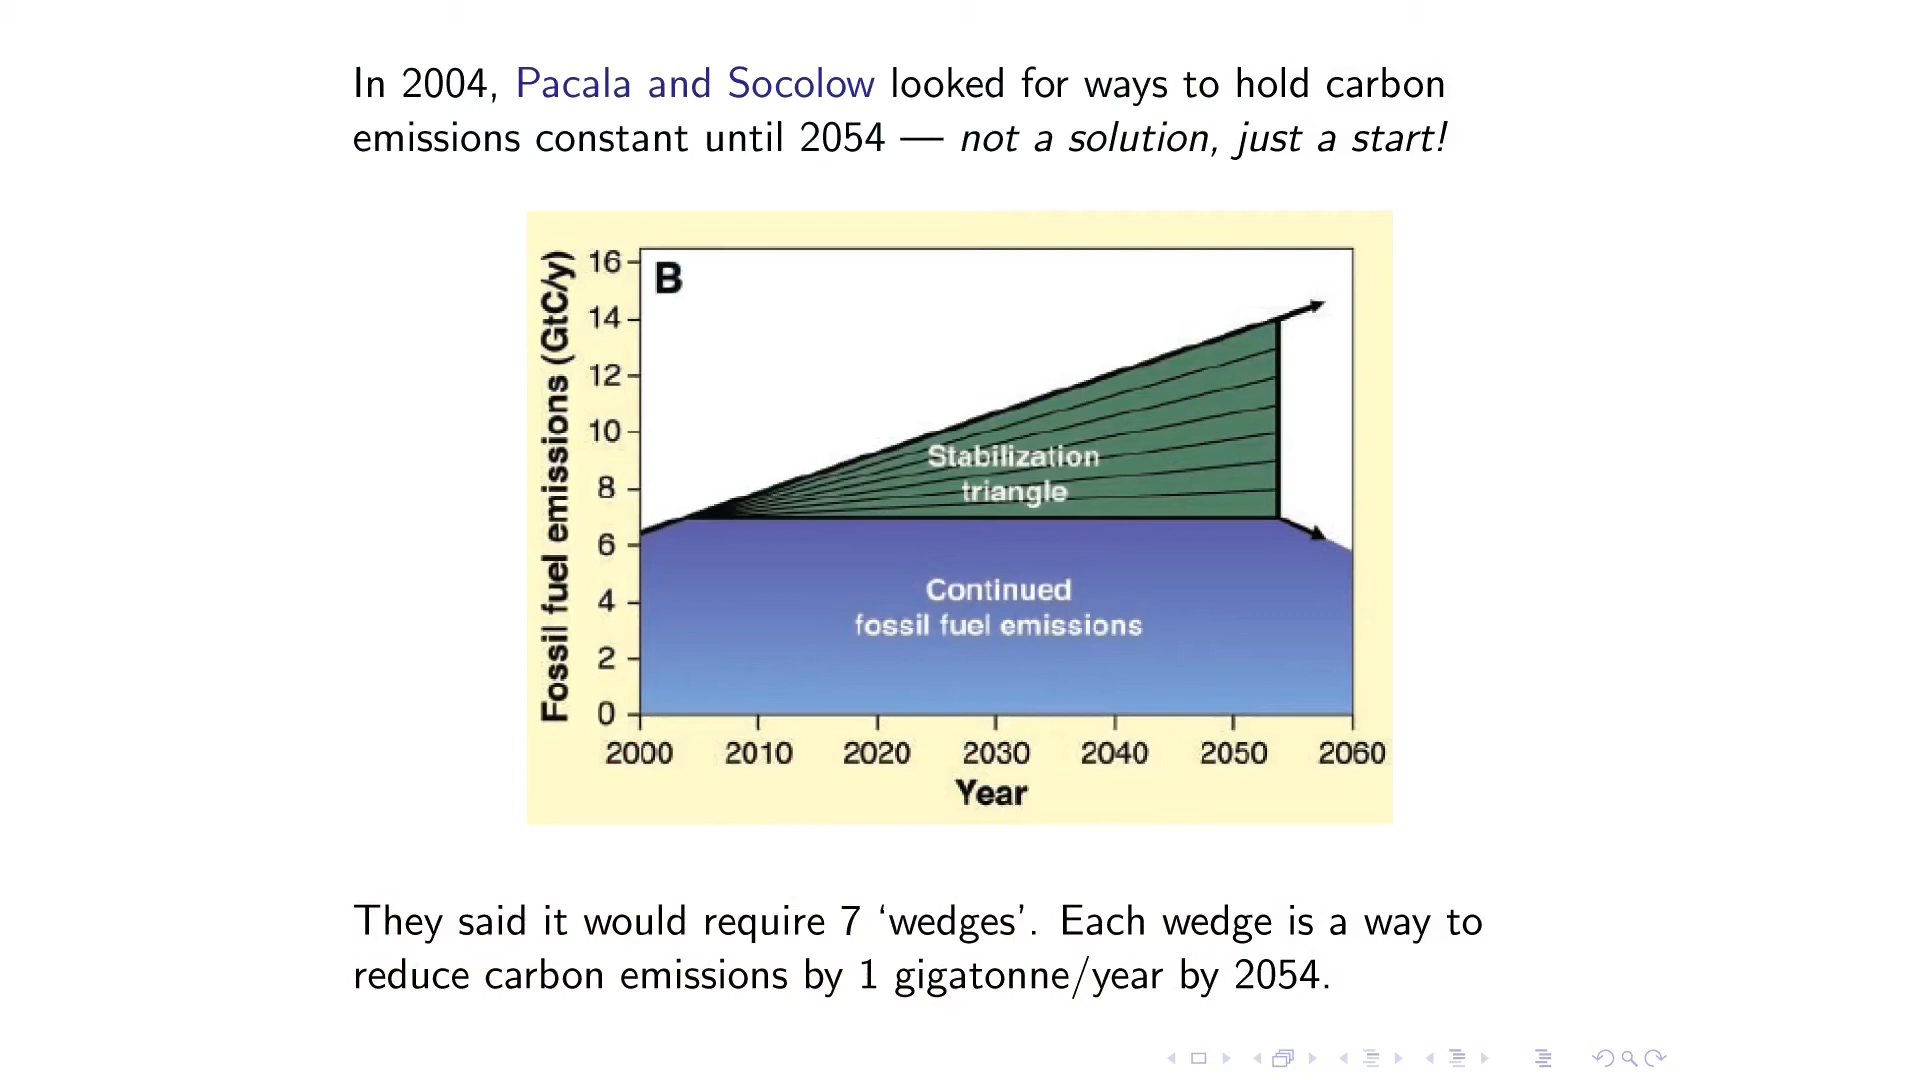 In 2004, Pacala and Socolow looked for ways to hold carbon
emissions constant until 2054 — not a solution, just a start!
Fossil fuel emissions (GtC/y)
16
14
12
10
8
6
4
2
0
B
Stabilization
triangle
Continued
fossil fuel emissions
2000 2010 2020 2030 2040 2050 2060
Year
They said it would require 7 ‘wedges’. Each wedge is a way to
reduce carbon emissions by 1 gigatonne/year by 2054.